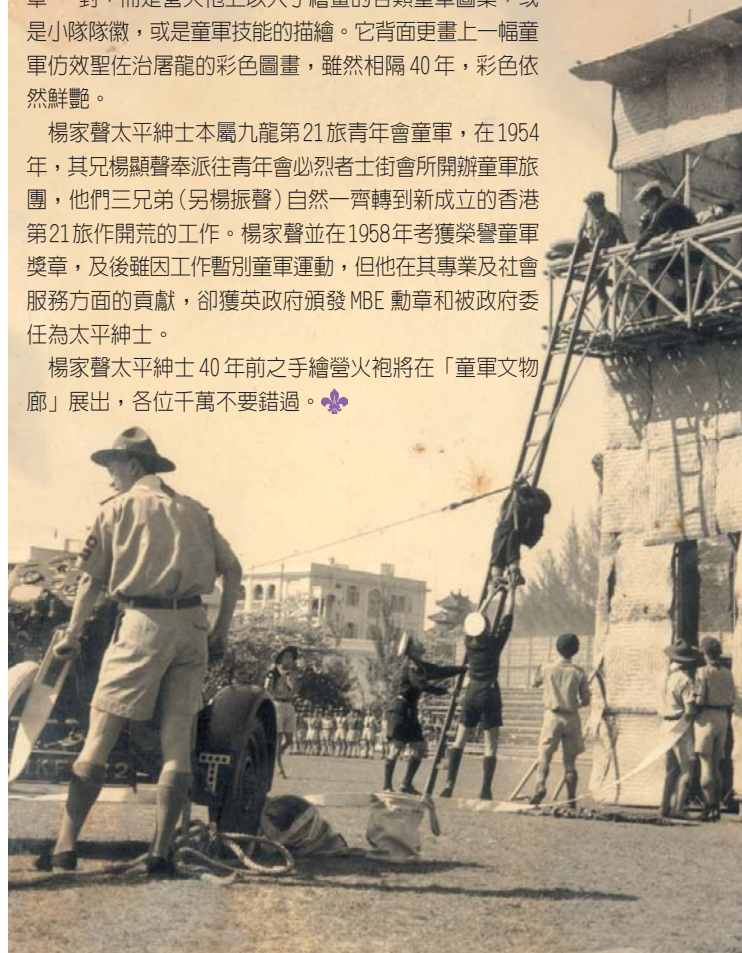 是小隊隊徽，或是童軍技能的描繪。它背面更畫上一幅童
軍仿效聖佐治屠龍的彩色圖畫，雖然相隔 40 年，彩色依
然鮮艷。
楊家聲太平紳士本屬九龍第21旅青年會童軍，在1954
年，其兄楊顯聲奉派往青年會必烈者士街會所開辦童軍旅
團，他們三兄弟(另楊振聲)自然一齊轉到新成立的香港
第21旅作開荒的工作。楊家聲並在1958年考獲榮譽童軍
獎章，及後雖因工作暫別童軍運動，但他在其專業及社會
服務方面的貢獻，卻獲英政府頒發 MBE 勳章和被政府委
任為太平紳士。
楊家聲太平紳士 40 年前之手繪營火袍將在「童軍文物
廊」展出，各位千萬不要錯過。